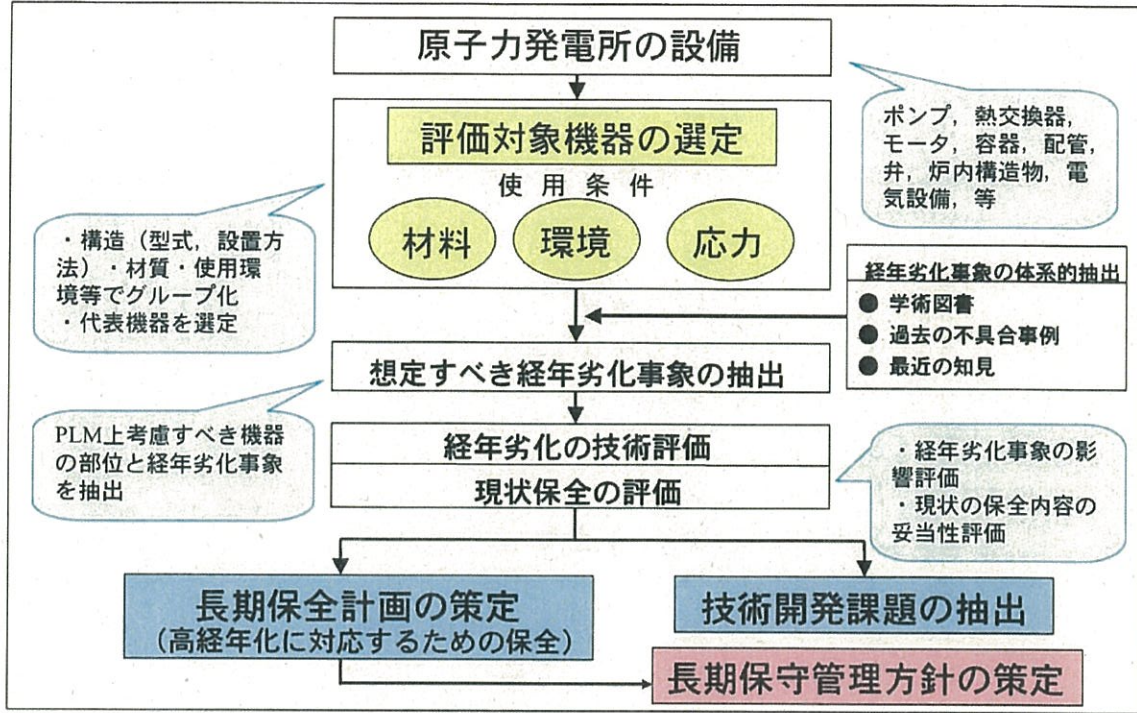 原子力発電所の設備
ポンプ，熱交換器，
モータ，容器，配管，
弁，炉内構造物，電
気設備，等
評価対象機器の選定
使用条件
材料
環境
応力
・構造（型式，設置方
法）・材質・使用環
境等でグループ化
・代表機器を選定
経年劣化事象の体系的抽出
● 学術図書
● 過去の不具合事例
● 最近の知見
想定すべき経年劣化事象の抽出
PLM上考慮すべき機器
の部位と経年劣化事象
を抽出
経年劣化の技術評価
現状保全の評価
・経年劣化事象の影
響評価
・現状の保全内容の
妥当性評価
長期保全計画の策定
（高経年化に対応するための保全）
技術開発課題の抽出
長期保守管理方針の策定